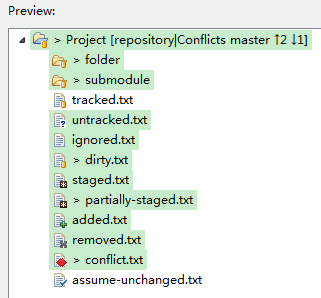 Preview:
> Project [repository|Conflicts master ↑2 ↓1]
> folder
> submodule
tracked.txt
untracked.txt
ignored.txt
> dirty.txt
staged.txt
> partially-staged.txt
added.txt
removed.txt
> conflict.txt
assume-unchanged.txt